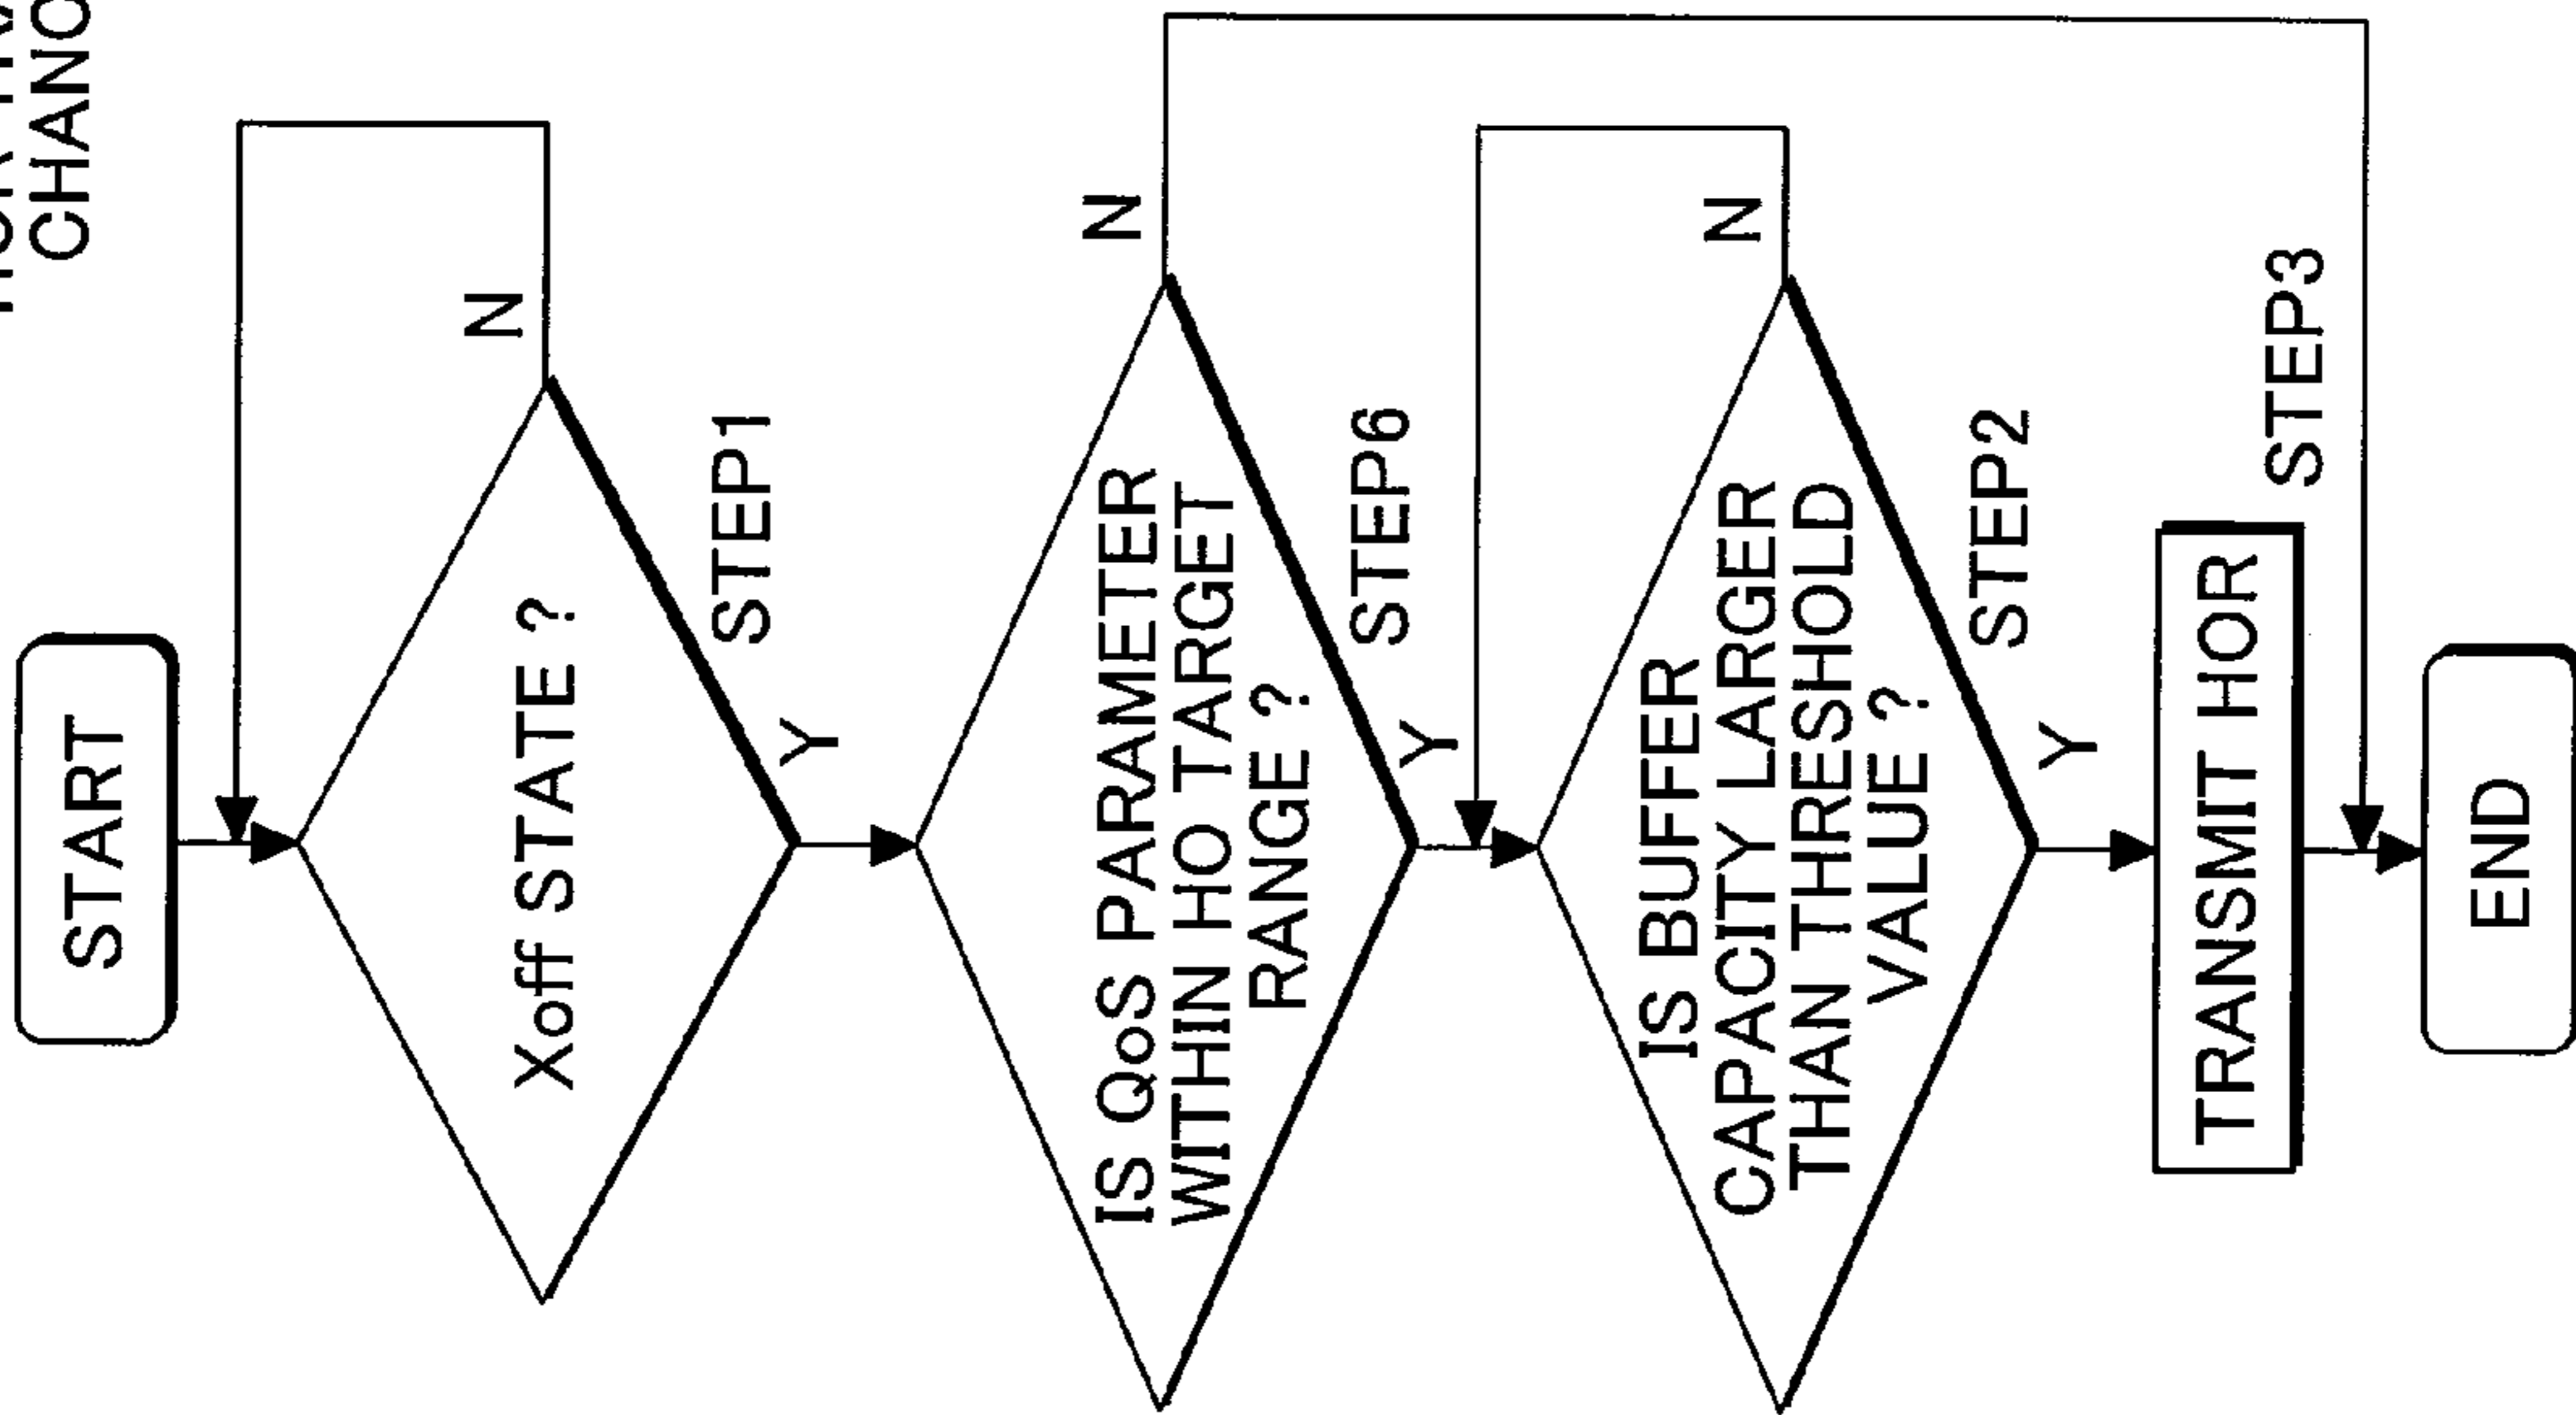 CHANG
START
Xoff STATE ?
N
STEP1
Y
IS QoS PARAMETER
WITHIN HO TARGET
RANGE ?
N
STEP6
Y
IS BUFFER
CAPACITY LARGER
THAN THRESHOLD
VALUE ?
N
STEP2
Y
TRANSMIT HOR
STEP3
END